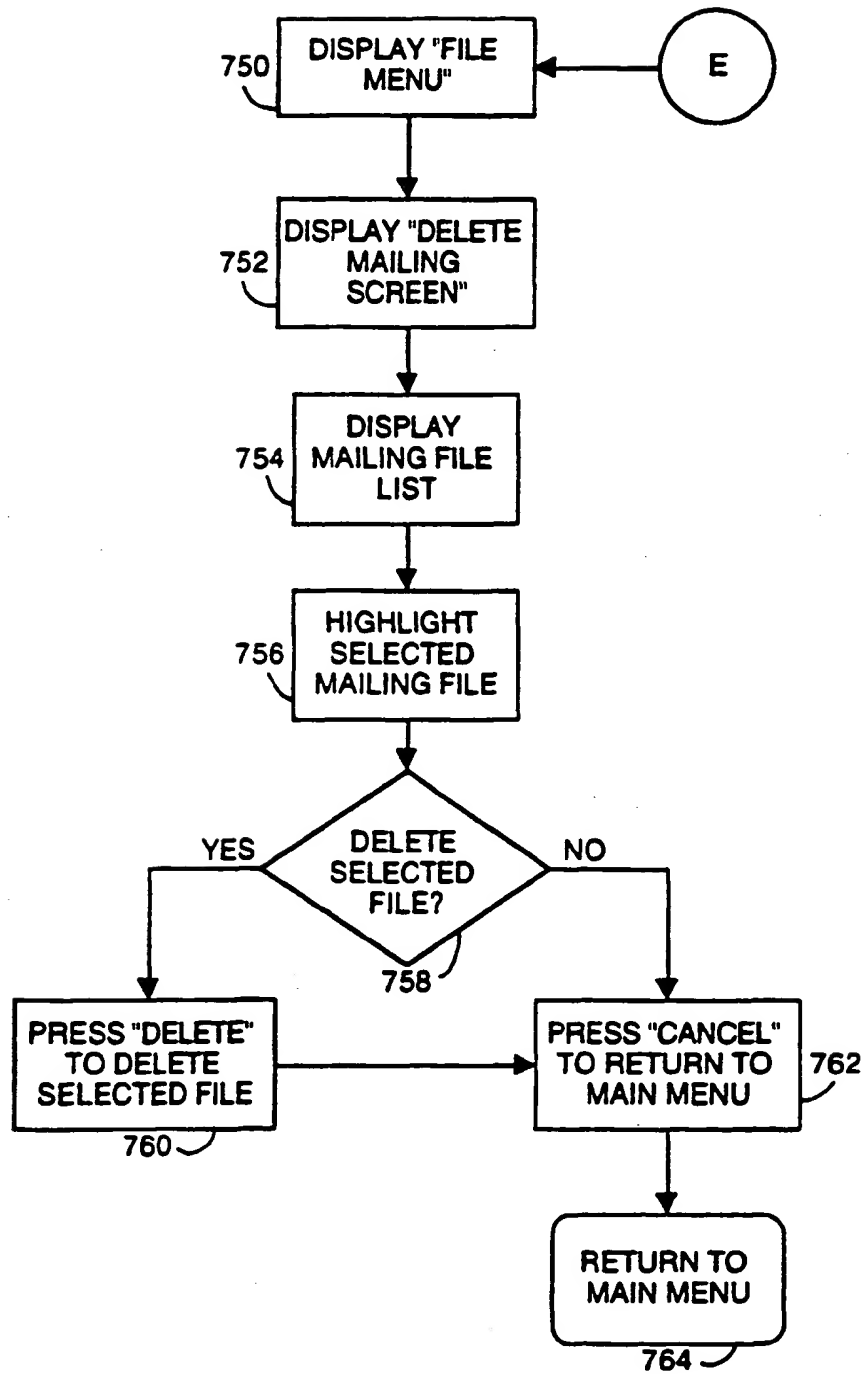 DISPLAY "FILE
MENU"
750
E
DISPLAY "DELETE
MAILING
SCREEN"
752
DISPLAY
MAILING FILE
LIST
754
HIGHLIGHT
SELECTED
MAILING FILE
756
YES
DELETE
SELECTED
FILE?
NO
758
PRESS "DELETE"
TO DELETE
SELECTED FILE
760
PRESS "CANCEL"
TO RETURN TO
MAIN MENU
762
RETURN TO
MAIN MENU
764